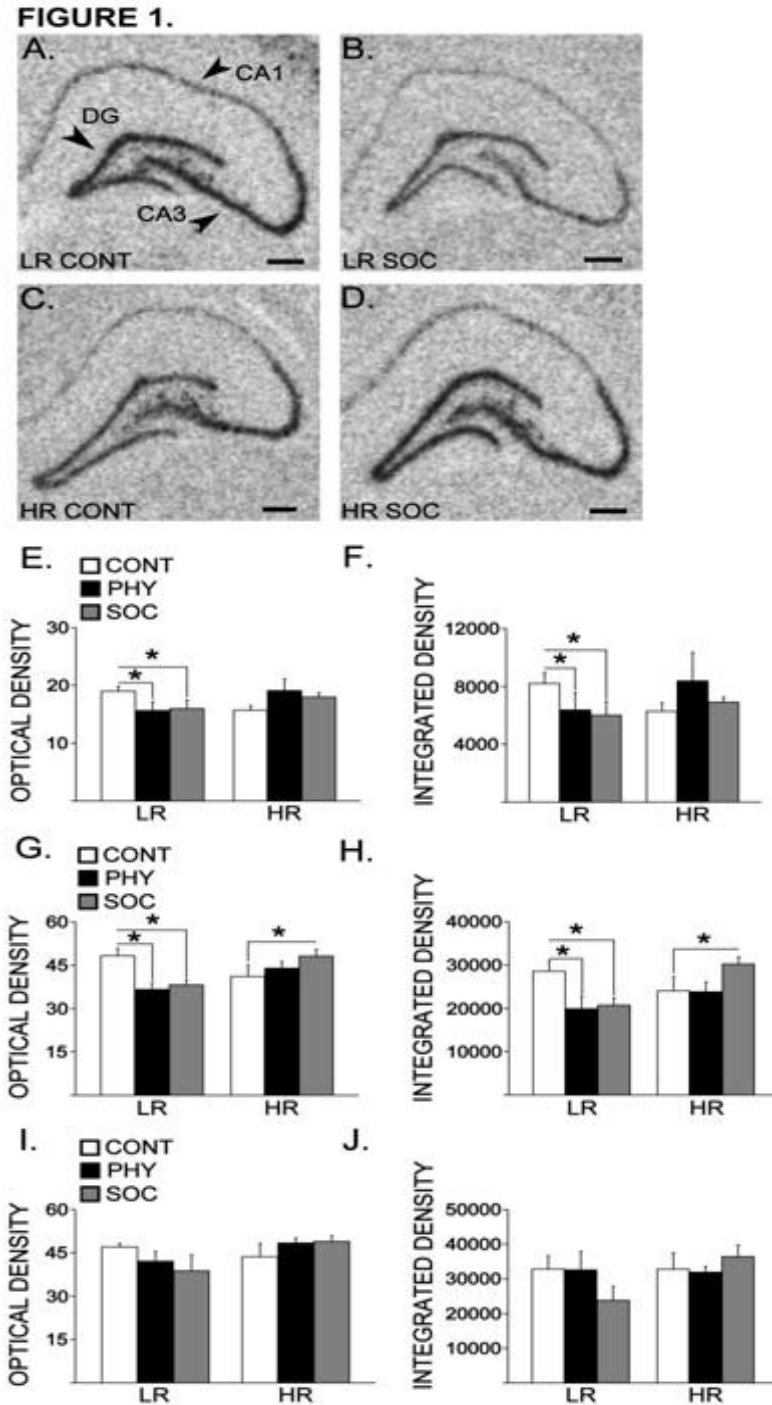 FIGURE 1.
A.
CA1
DG
CA3
LR CONT
B.
LR SOC
C.
HR CONT
D.
HR SOC
E.
CONT
PHY
SOC
OPTICAL DENSITY
30
20
10
*
*
LR HR
F.
INTEGRATED DENSITY
12000
8000
4000
*
*
LR HR
G.
CONT
PHY
SOC
OPTICAL DENSITY
60
45
30
15
*
*
*
LR HR
H.
INTEGRATED DENSITY
40000
30000
20000
10000
*
*
*
LR HR
I.
CONT
PHY
SOC
OPTICAL DENSITY
60
45
30
15
LR HR
J.
INTEGRATED DENSITY
50000
40000
30000
20000
10000
LR HR